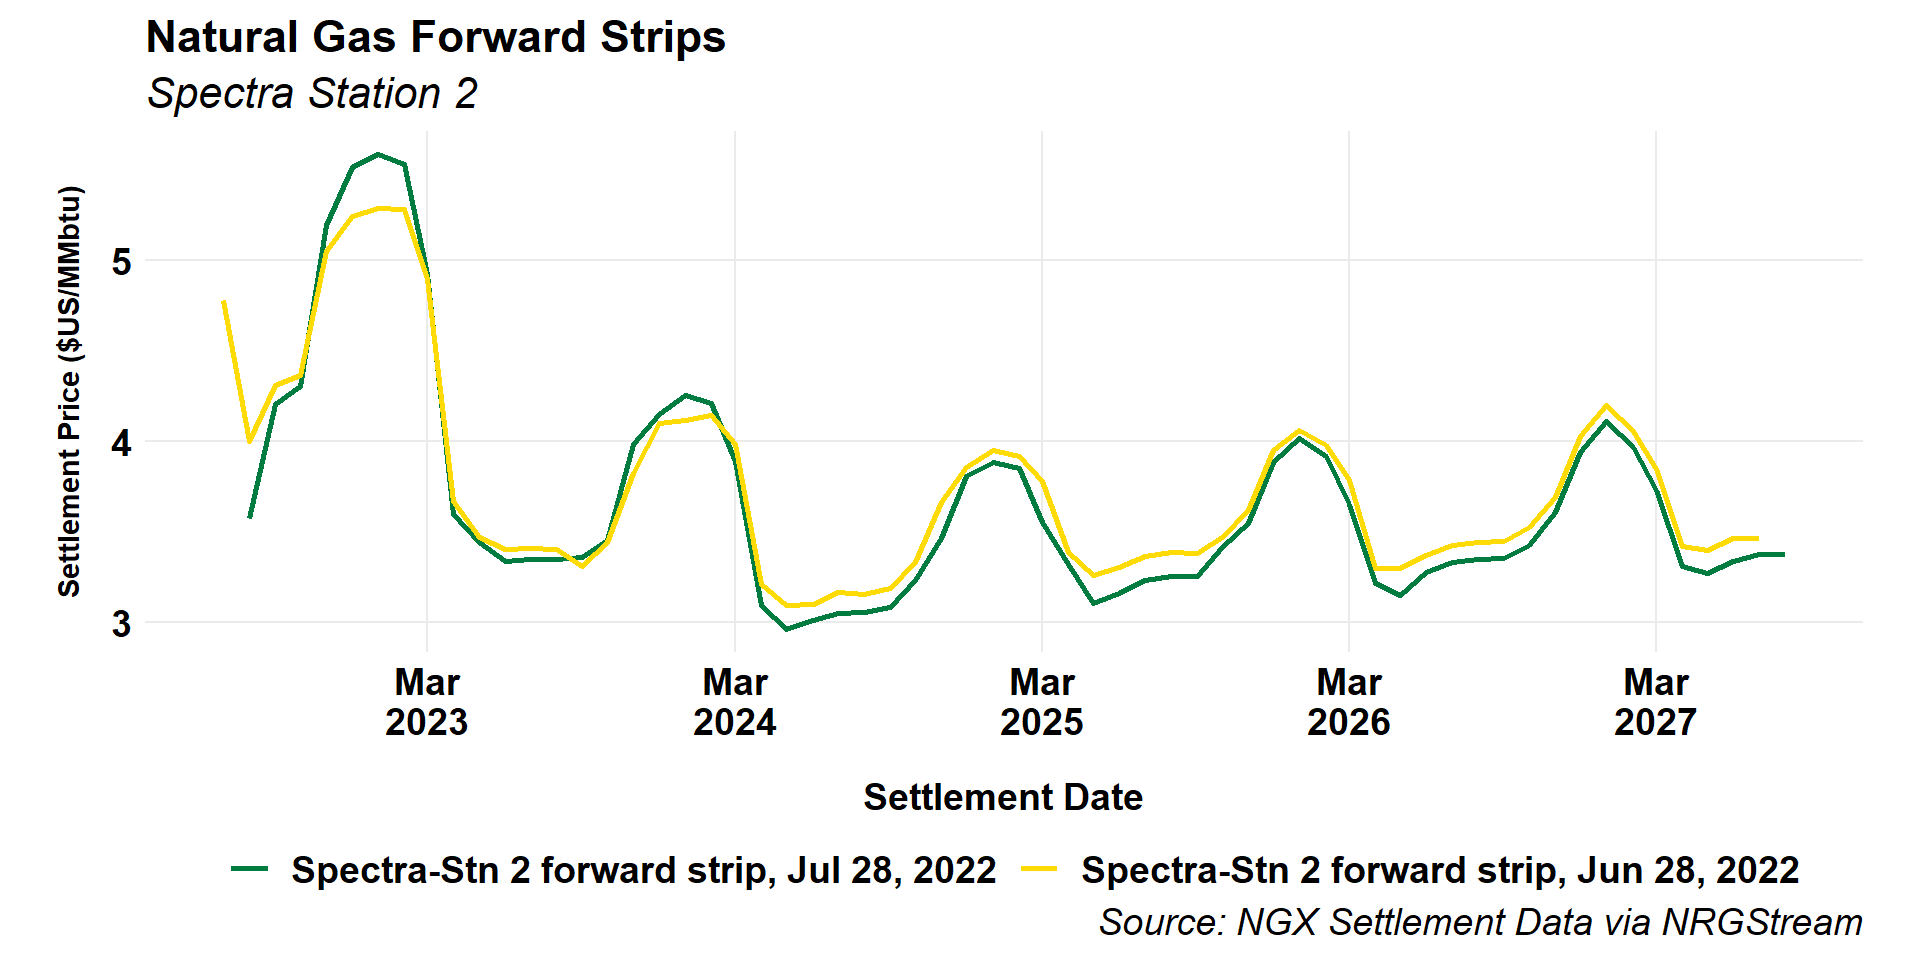 Natural Gas Forward Strips
Spectra Station 2
Settlement Price ($US/MMbtu)
5
4
3
Mar 2023
Mar 2024
Mar 2025
Mar 2026
Mar 2027
Settlement Date
Spectra-Stn 2 forward strip, Jul 28, 2022
Spectra-Stn 2 forward strip, Jun 28, 2022
Source: NGX Settlement Data via NRGStream